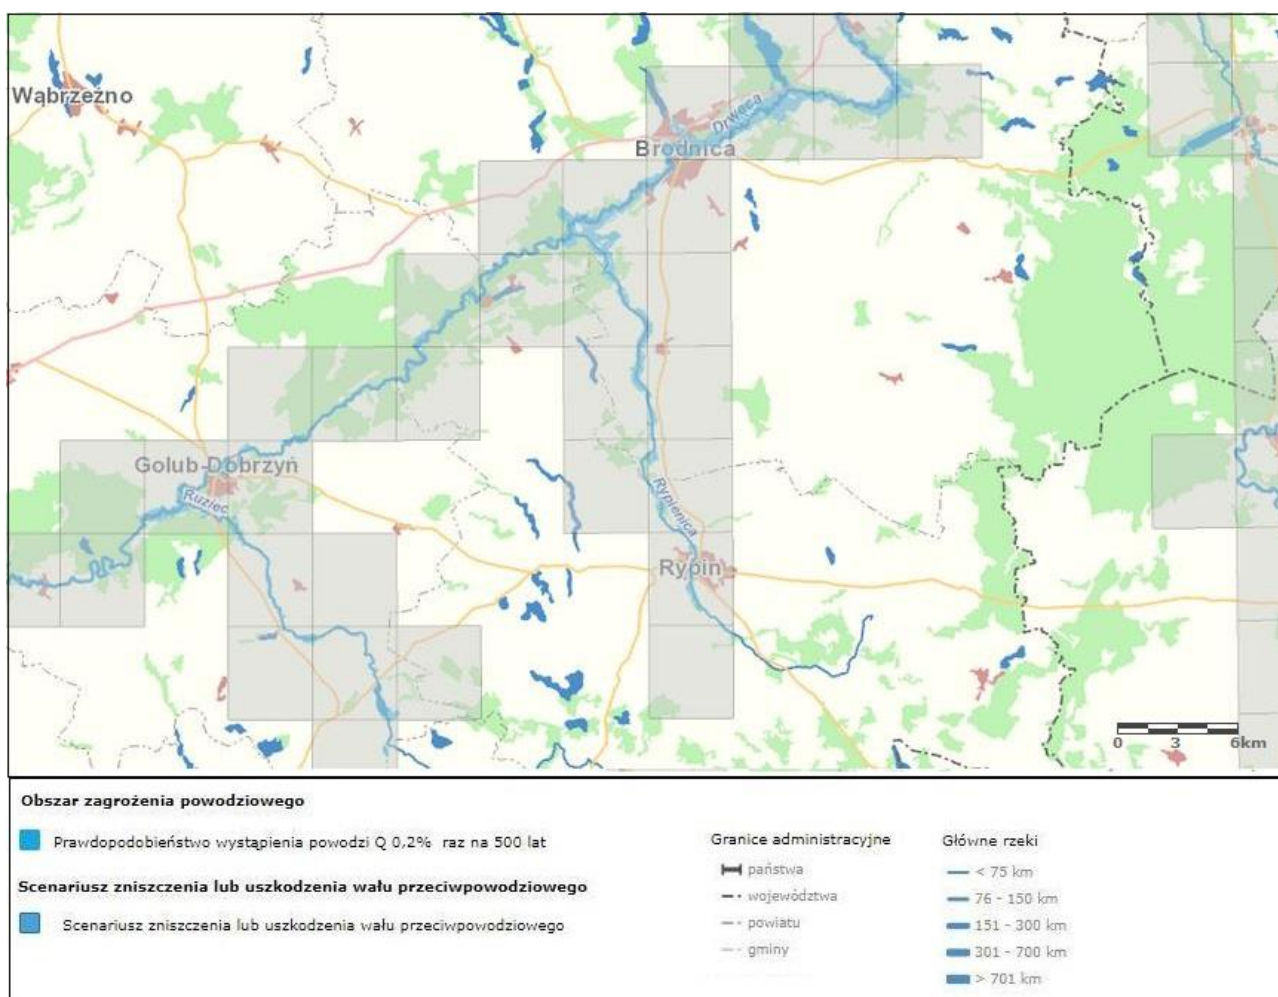 Wąbrzeźno
Drwęca
Brodnica
Golub-Dobrzyń
Ruziec
Rypienica
Rypin
0 3 6km
Obszar zagrożenia powodziowego
Prawdopodobieństwo wystąpienia powodzi Q 0,2% raz na 500 lat
Scenariusz zniszczenia lub uszkodzenia wału przeciwpowodziowego
Scenariusz zniszczenia lub uszkodzenia wału przeciwpowodziowego
Granice administracyjne
państwa
województwa
powiatu
gminy
Główne rzeki
< 75 km
76 - 150 km
151 - 300 km
301 - 700 km
> 701 km